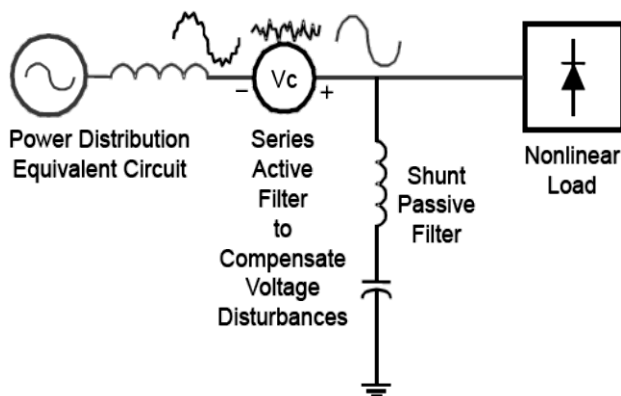 Vc
− +
Power Distribution
Equivalent Circuit
Series
Active
Filter
to
Compensate
Voltage
Disturbances
Shunt
Passive
Filter
Nonlinear
Load